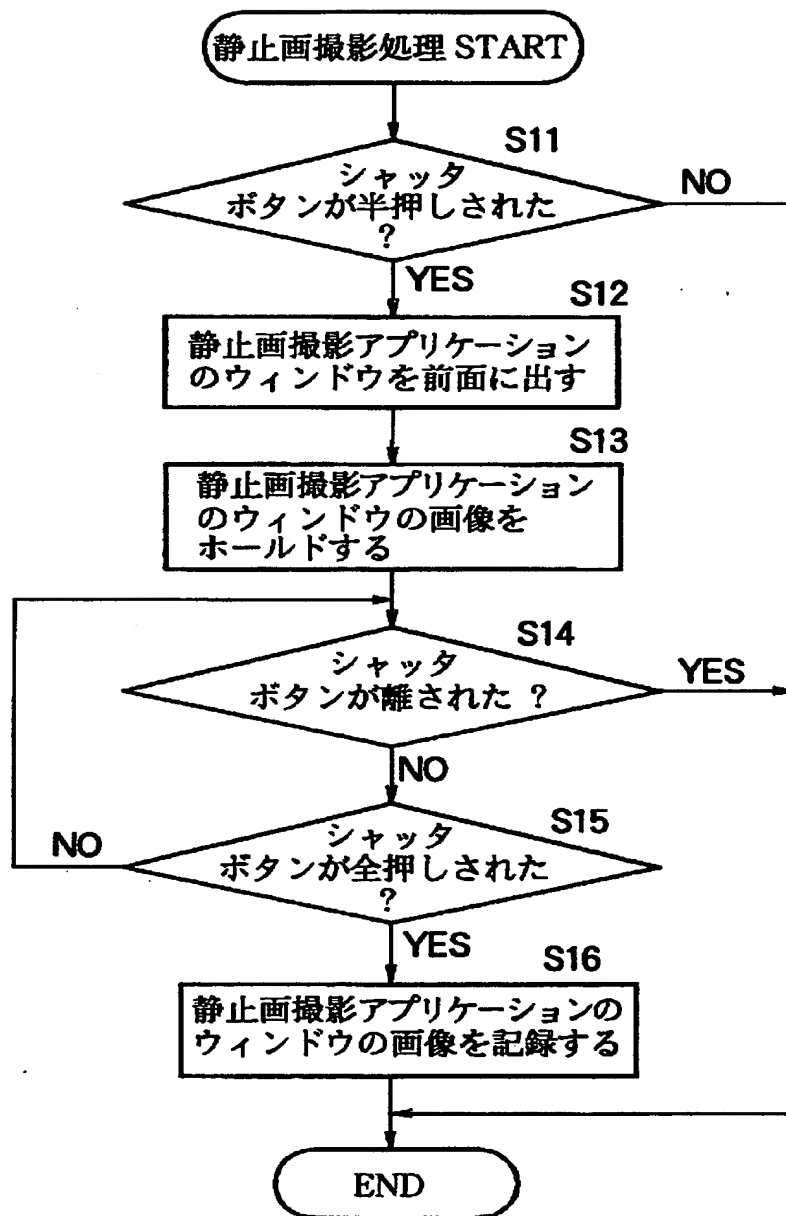 静止画撮影処理 START
S11
シャッタ
ボタンが半押しされた
?
NO
YES
S12
静止画撮影アプリケーション
のウィンドウを前面に出す
S13
静止画撮影アプリケーション
のウィンドウの画像を
ホールドする
S14
シャッタ
ボタンが離された ?
YES
NO
S15
シャッタ
ボタンが全押しされた
?
NO
YES
S16
静止画撮影アプリケーションの
ウィンドウの画像を記録する
END